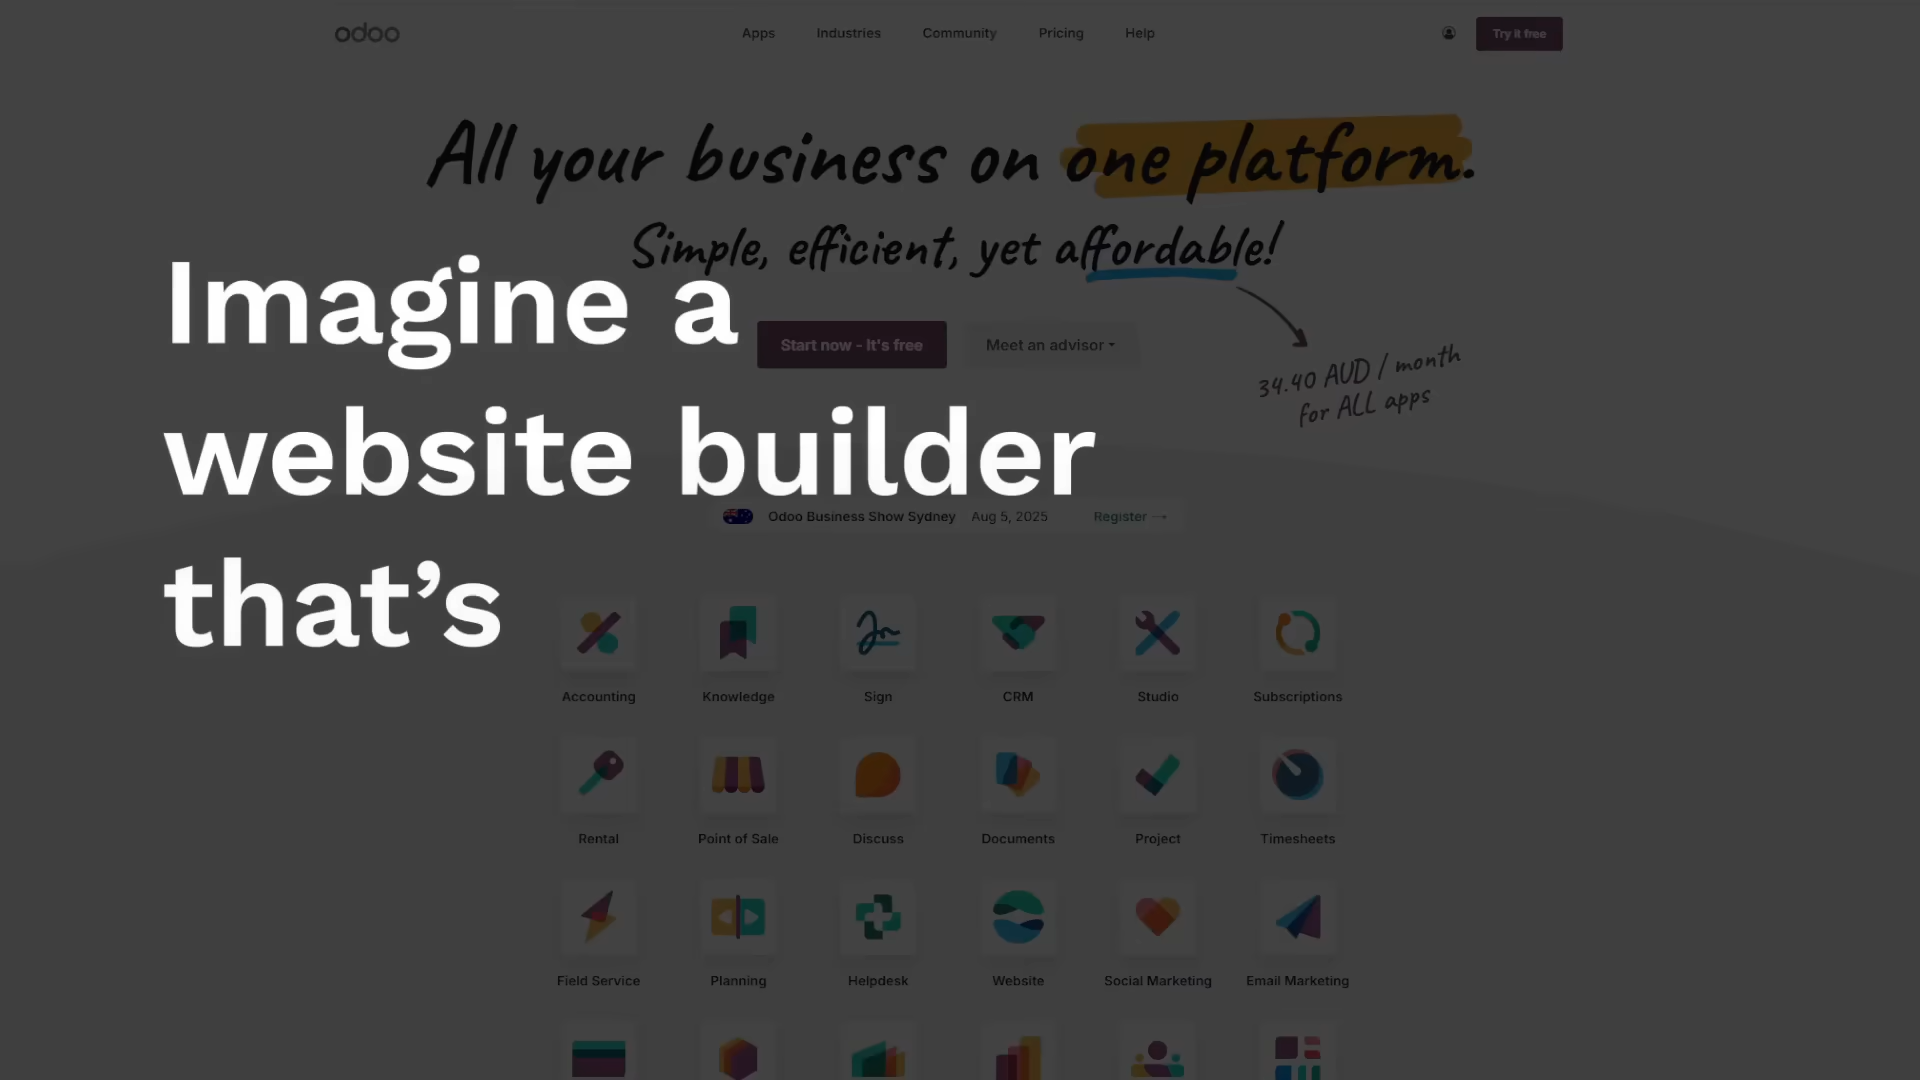 odoo
Apps
Industries
Community
Pricing
Help
Try it free
All your business on one platform.
Simple, efficient, yet affordable!
Imagine a
website builder
that’s
Start now - It's free
Meet an advisor
34.40 AUD / month
for ALL apps
Odoo Business Show Sydney
Aug 5, 2025
Register
Accounting
Knowledge
Sign
CRM
Studio
Subscriptions
Rental
Point of Sale
Discuss
Documents
Project
Timesheets
Field Service
Planning
Helpdesk
Website
Social Marketing
Email Marketing